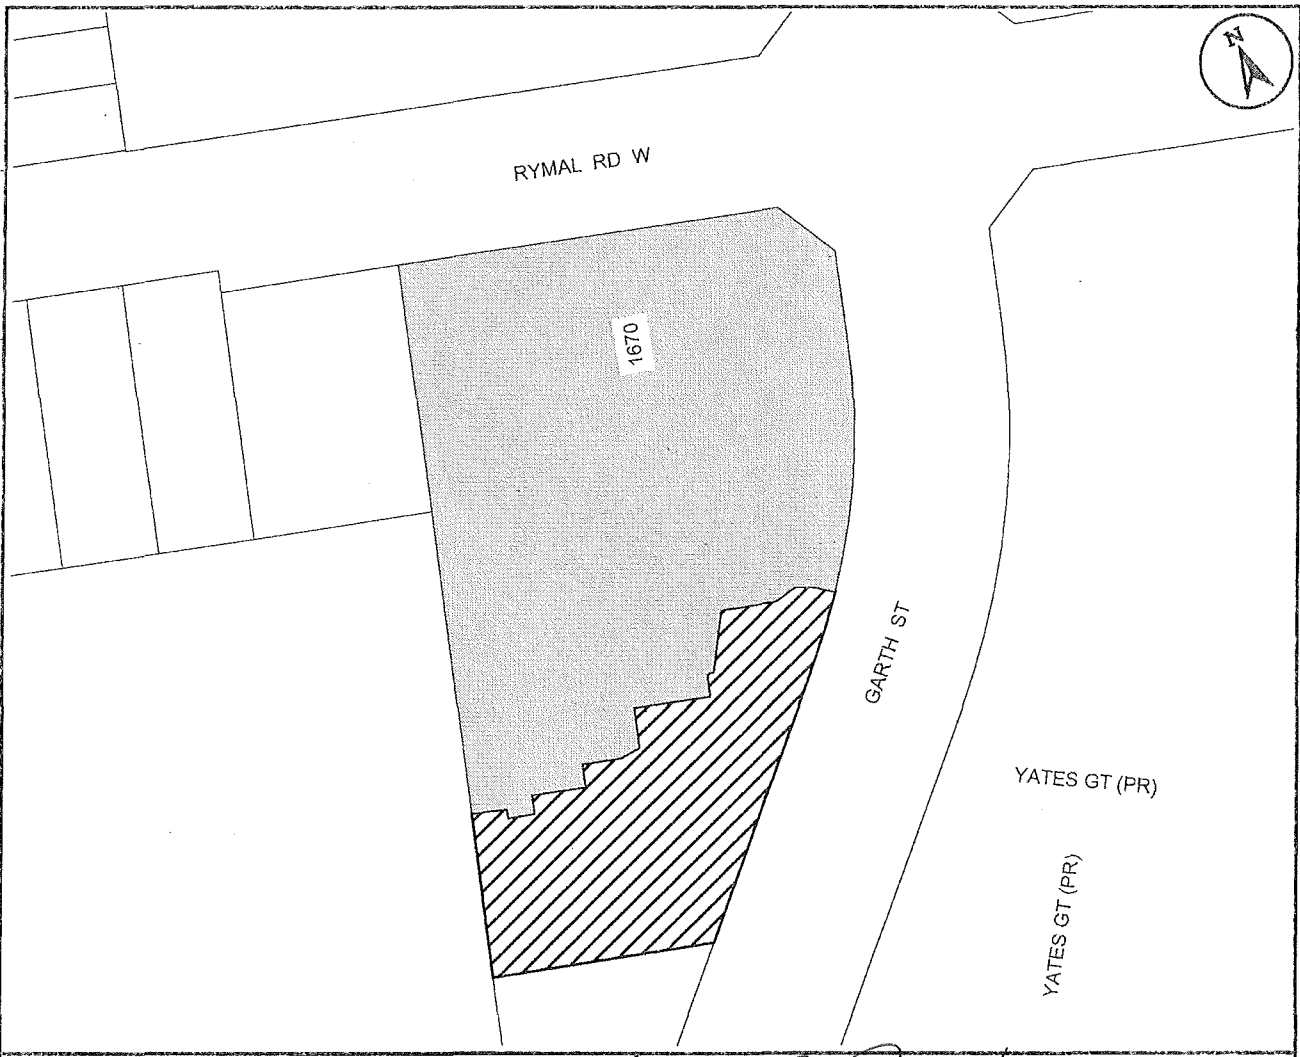 N
RYMAL RD W
1670
GARTH ST
YATES GT (PR)
YATES GT (PR)